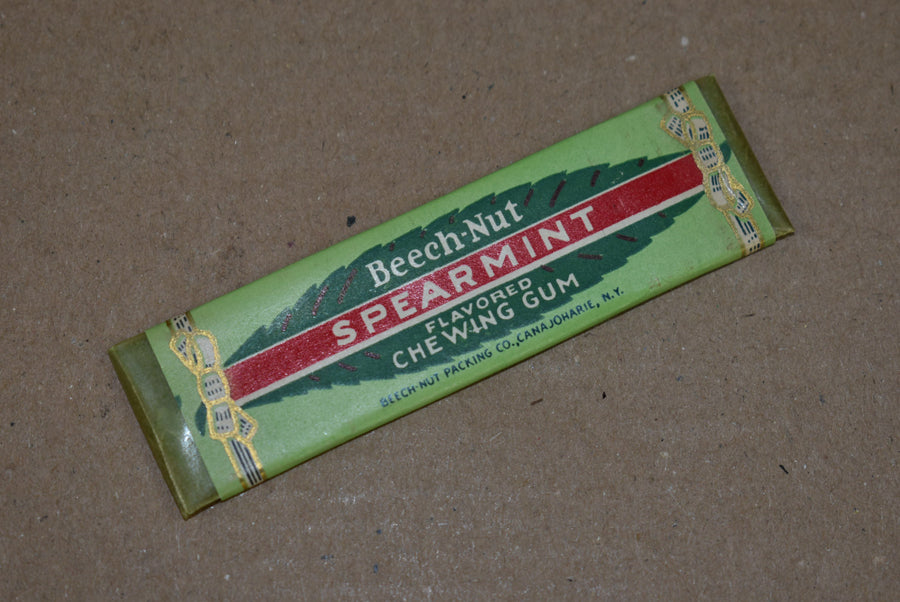 Beech-Nut
SPEARMINT
FLAVORED
CHEWING GUM
BEECH-NUT PACKING CO., CANAJOHARIE, N.Y.